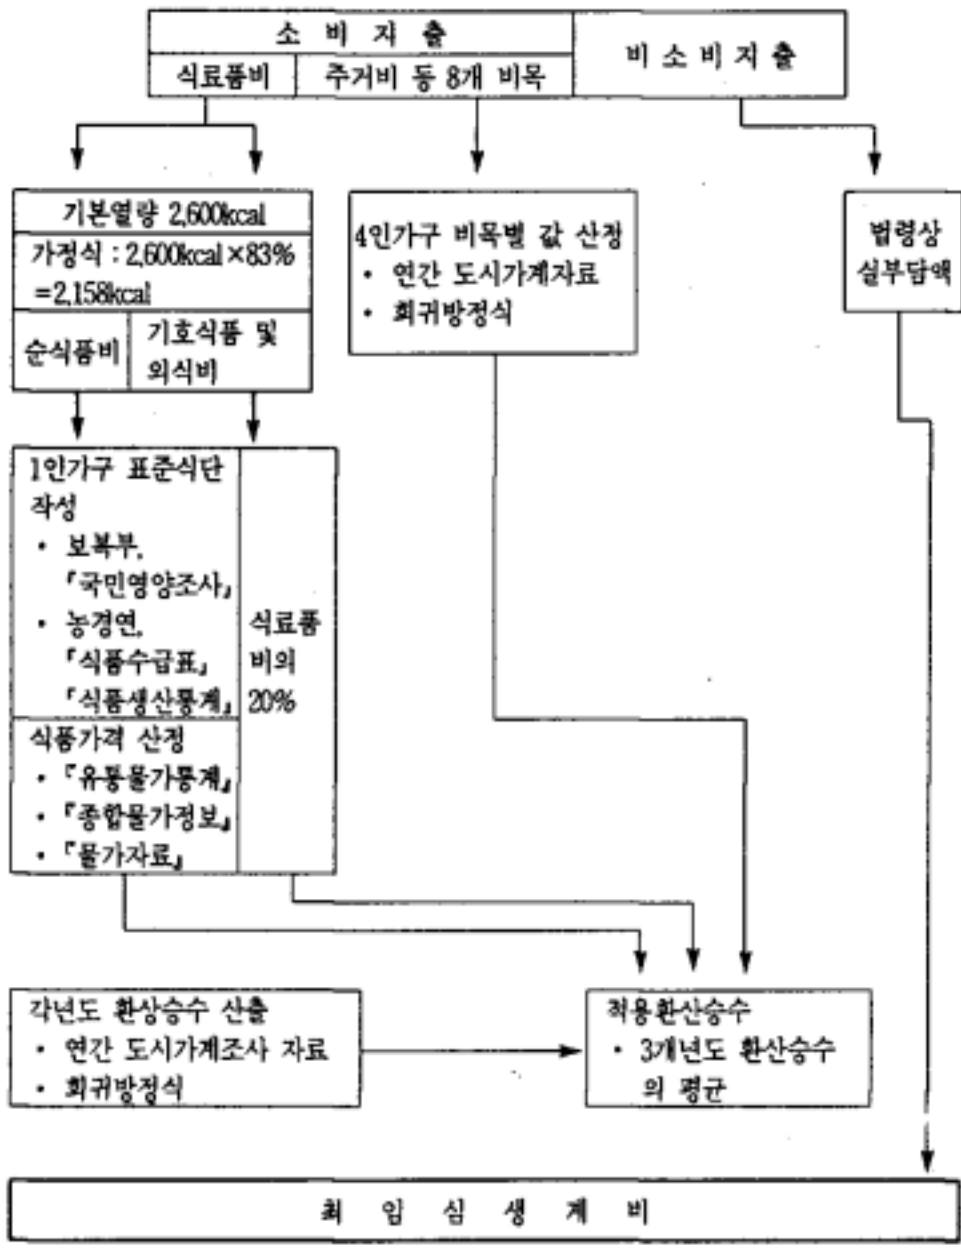 소 비 지 출
비 소 비 지 출
식료품비
주거비 등 8개 비목
기본열량 2,600kcal
가정식 : 2,600kcal×83%
=2,158kcal
순식품비
기호식품 및
외식비
4인가구 비목별 값 산정
• 연간 도시가계자료
• 회귀방정식
법령상
실부담액
1인가구 표준식단
작성
• 보복부,
『국민영양조사』
• 농경연,
『식품수급표』
『식품생산통계』
식료품
비의
20%
식품가격 산정
• 『유통물가통계』
• 『종합물가정보』
• 『물가자료』
각년도 환상승수 산출
• 연간 도시가계조사 자료
• 회귀방정식
적용환산승수
• 3개년도 환산승수
의 평균
최 임 심 생 계 비